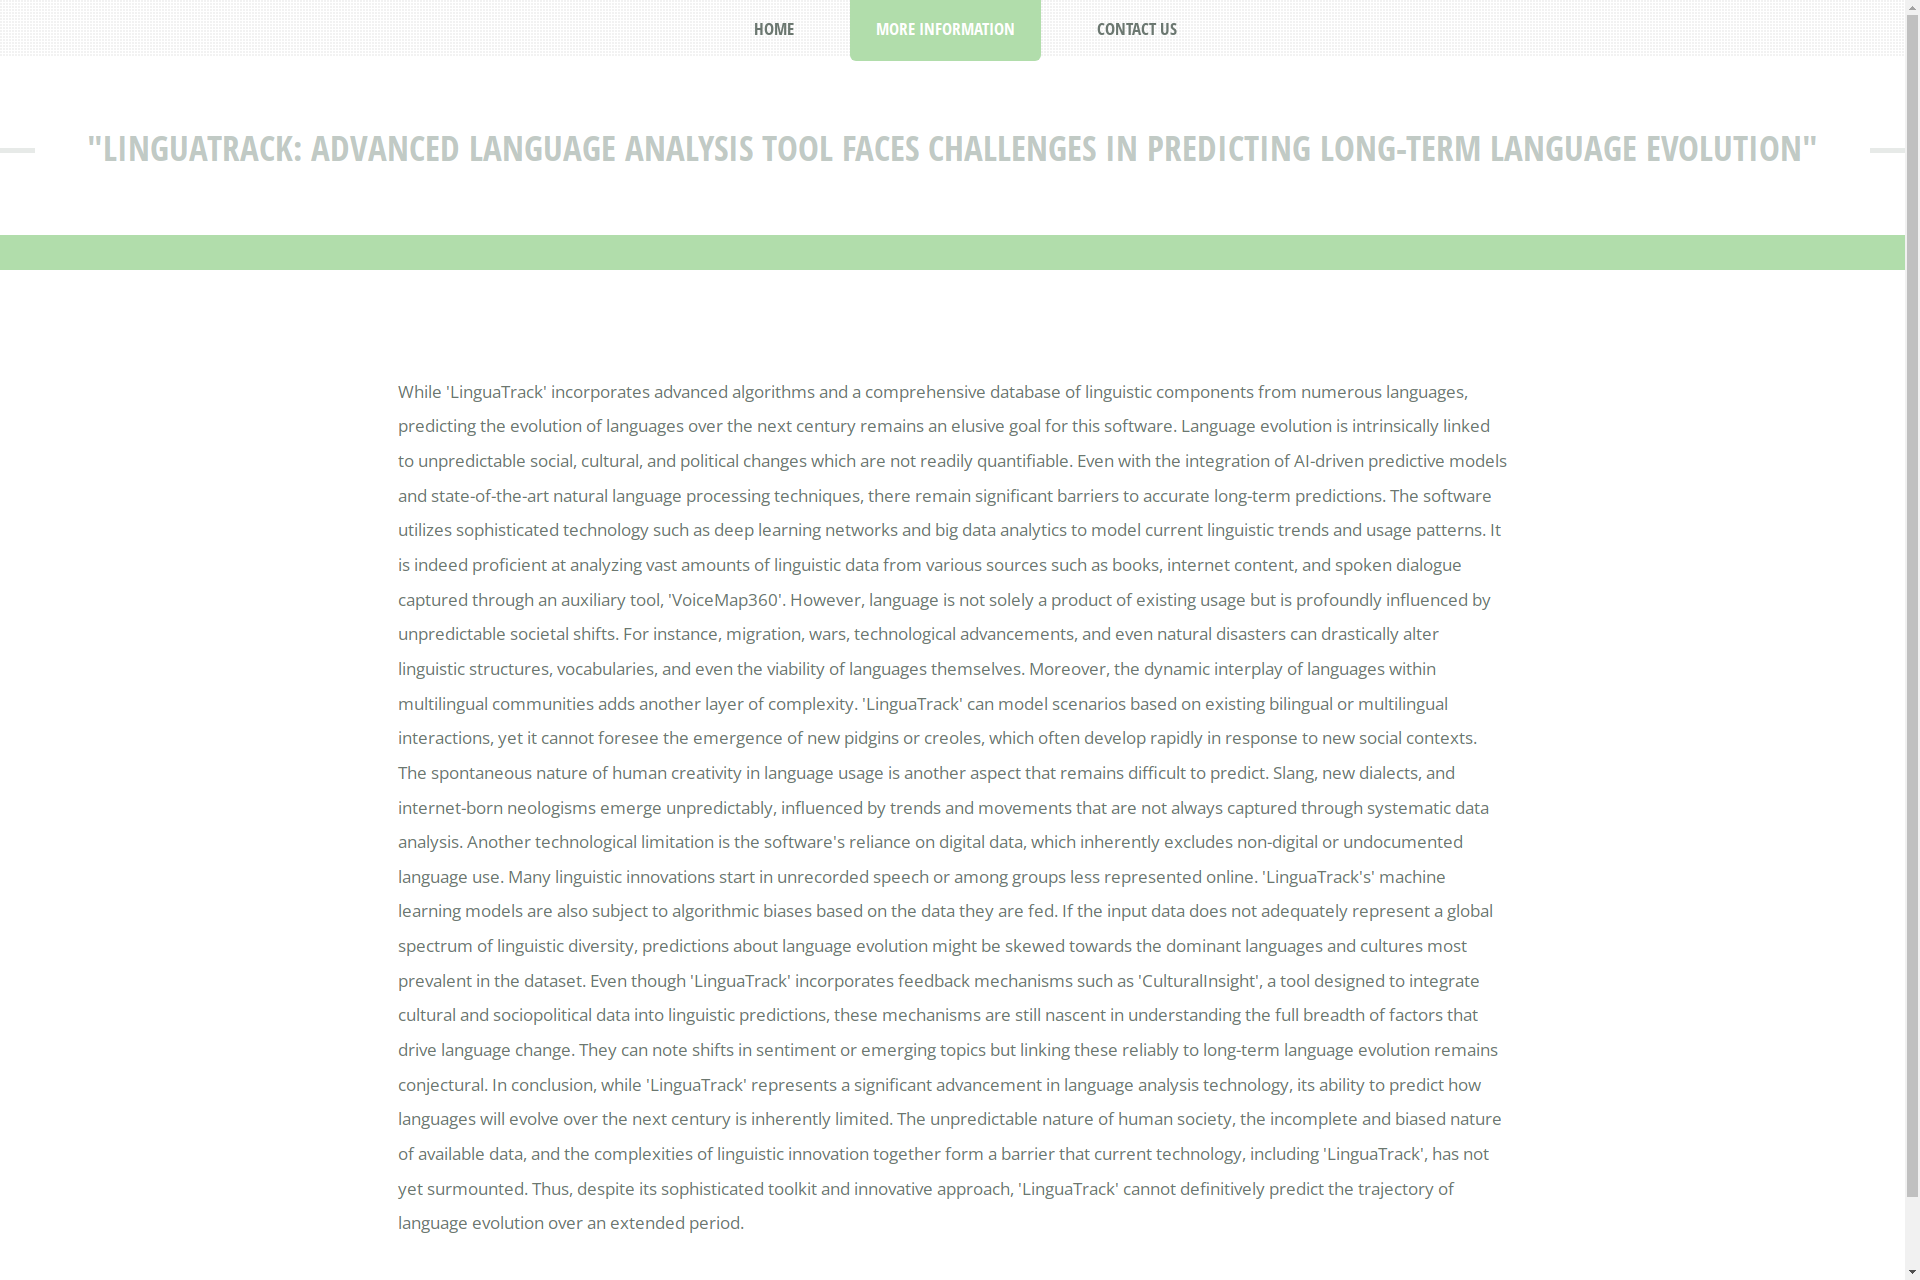 HOME
MORE INFORMATION
CONTACT US
"LINGUATRACK: ADVANCED LANGUAGE ANALYSIS TOOL FACES CHALLENGES IN PREDICTING LONG-TERM LANGUAGE EVOLUTION"
While 'LinguaTrack' incorporates advanced algorithms and a comprehensive database of linguistic components from numerous languages,
predicting the evolution of languages over the next century remains an elusive goal for this software. Language evolution is intrinsically linked
to unpredictable social, cultural, and political changes which are not readily quantifiable. Even with the integration of AI-driven predictive models
and state-of-the-art natural language processing techniques, there remain significant barriers to accurate long-term predictions. The software
utilizes sophisticated technology such as deep learning networks and big data analytics to model current linguistic trends and usage patterns. It
is indeed proficient at analyzing vast amounts of linguistic data from various sources such as books, internet content, and spoken dialogue
captured through an auxiliary tool, 'VoiceMap360'. However, language is not solely a product of existing usage but is profoundly influenced by
unpredictable societal shifts. For instance, migration, wars, technological advancements, and even natural disasters can drastically alter
linguistic structures, vocabularies, and even the viability of languages themselves. Moreover, the dynamic interplay of languages within
multilingual communities adds another layer of complexity. 'LinguaTrack' can model scenarios based on existing bilingual or multilingual
interactions, yet it cannot foresee the emergence of new pidgins or creoles, which often develop rapidly in response to new social contexts.
The spontaneous nature of human creativity in language usage is another aspect that remains difficult to predict. Slang, new dialects, and
internet-born neologisms emerge unpredictably, influenced by trends and movements that are not always captured through systematic data
analysis. Another technological limitation is the software's reliance on digital data, which inherently excludes non-digital or undocumented
language use. Many linguistic innovations start in unrecorded speech or among groups less represented online. 'LinguaTrack's' machine
learning models are also subject to algorithmic biases based on the data they are fed. If the input data does not adequately represent a global
spectrum of linguistic diversity, predictions about language evolution might be skewed towards the dominant languages and cultures most
prevalent in the dataset. Even though 'LinguaTrack' incorporates feedback mechanisms such as 'CulturalInsight', a tool designed to integrate
cultural and sociopolitical data into linguistic predictions, these mechanisms are still nascent in understanding the full breadth of factors that
drive language change. They can note shifts in sentiment or emerging topics but linking these reliably to long-term language evolution remains
conjectural. In conclusion, while 'LinguaTrack' represents a significant advancement in language analysis technology, its ability to predict how
languages will evolve over the next century is inherently limited. The unpredictable nature of human society, the incomplete and biased nature
of available data, and the complexities of linguistic innovation together form a barrier that current technology, including 'LinguaTrack', has not
yet surmounted. Thus, despite its sophisticated toolkit and innovative approach, 'LinguaTrack' cannot definitively predict the trajectory of
language evolution over an extended period.